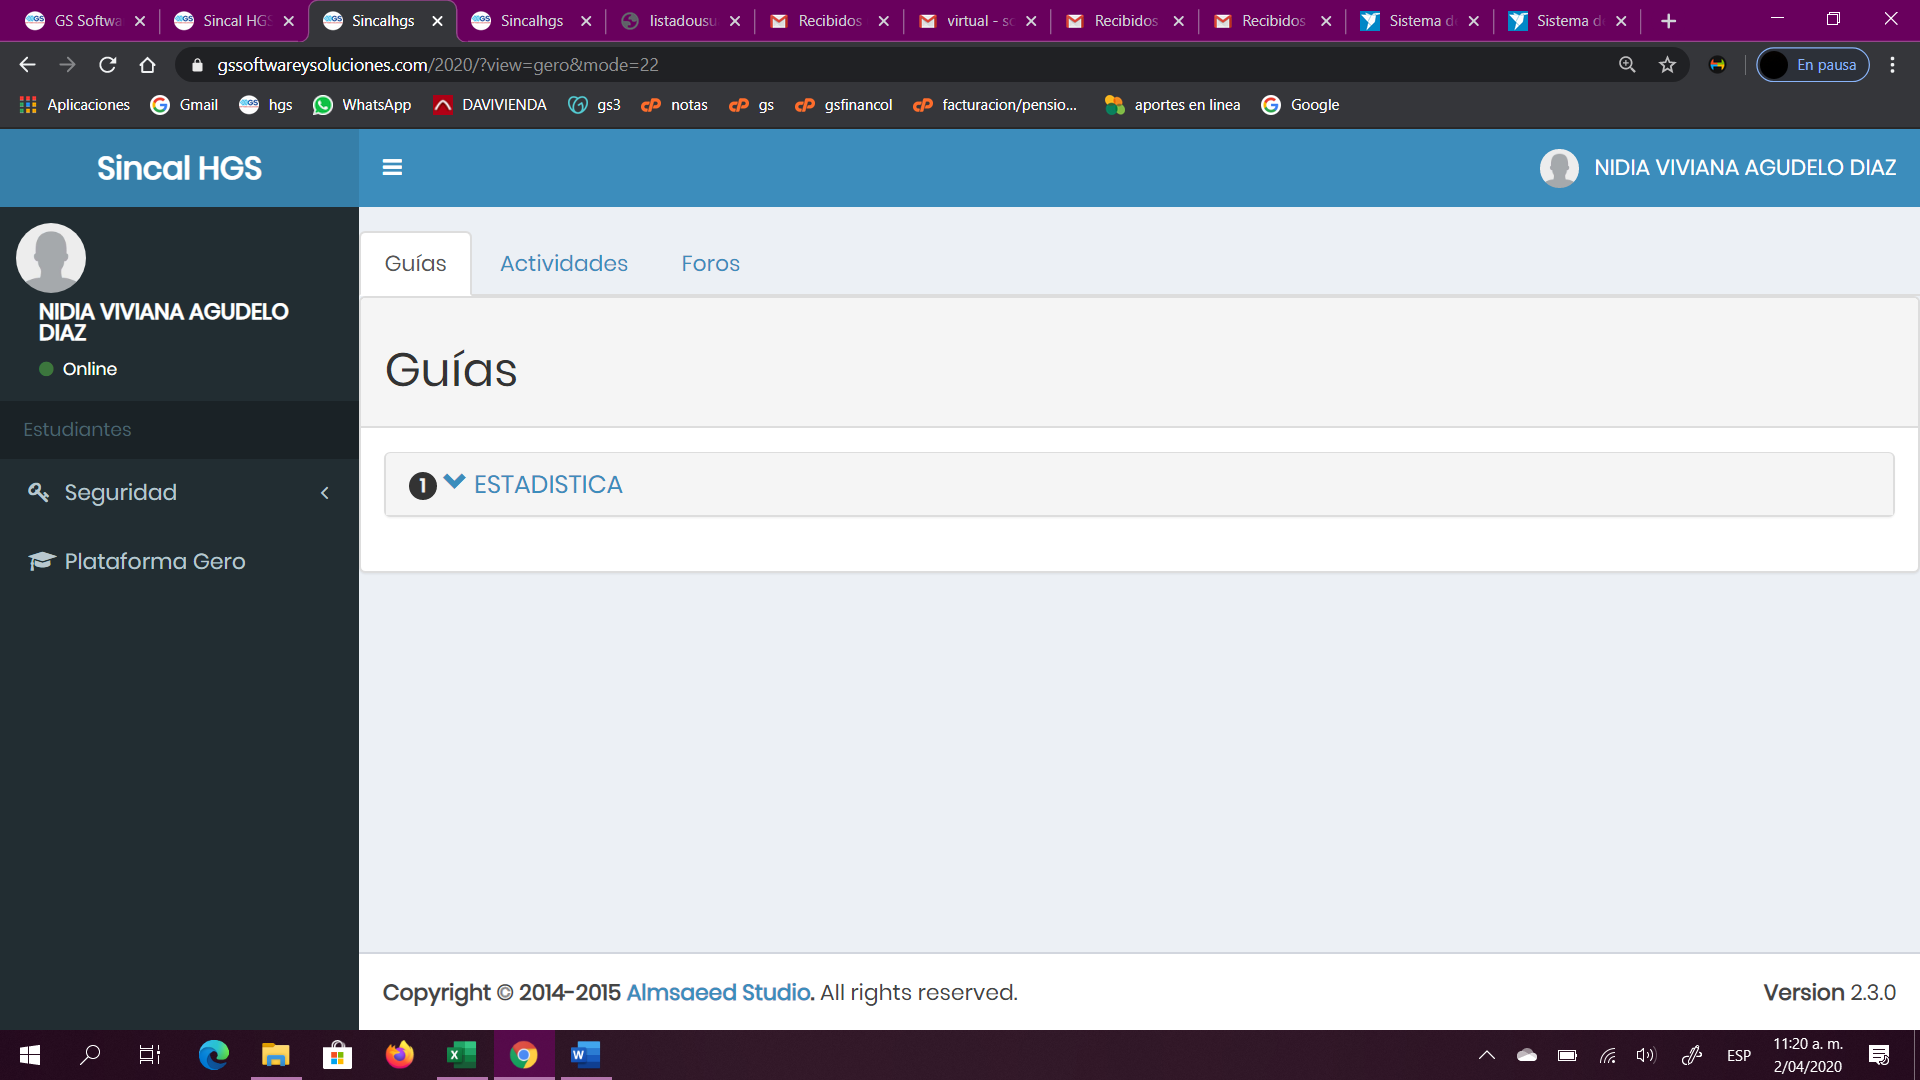 GS Softwa
Sincal HGS
Sincalhgs
Sincalhgs
listadousu
Recibidos
virtual - so
Recibidos
Recibidos
Sistema de
Sistema de
gssoftwareysoluciones.com/2020/?view=gero&mode=22
En pausa
Aplicaciones
Gmail
hgs
WhatsApp
DAVIVIENDA
gs3
notas
gs
gsfinancol
facturacion/pensio...
aportes en linea
Google
Sincal HGS
NIDIA VIVIANA AGUDELO DIAZ
NIDIA VIVIANA AGUDELO
DIAZ
Online
Estudiantes
Seguridad
Plataforma Gero
Guías
Actividades
Foros
Guías
1 ESTADISTICA
Copyright © 2014-2015 Almsaeed Studio. All rights reserved.
Version 2.3.0
ESP
11:20 a. m.
2/04/2020